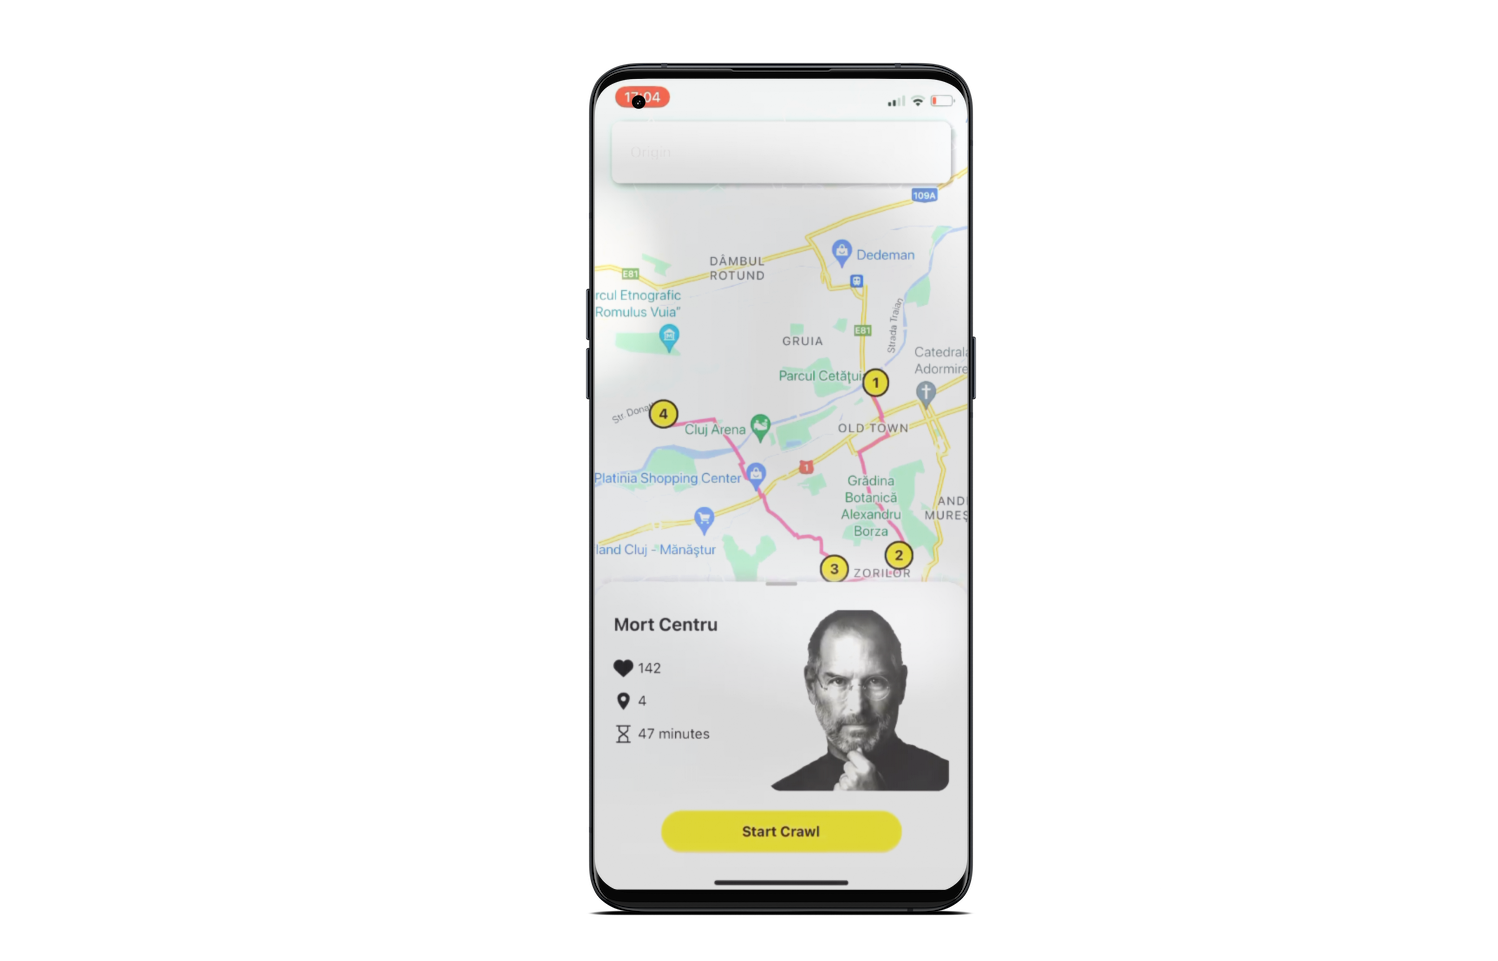 17:04
Origin
109A
Dedeman
DÂMBUL
ROTUND
E81
rcul Etnografic
Romulus Vuia"
Strada Traian
E81
GRUIA
Catedrala
Adormire
Parcul Cetățui
1
4
Str. Donat
Cluj Arena
OLD TOWN
1
Platinia Shopping Center
Grădina
Botanică
Alexandru
Borza
AND
MUREȘ
land Cluj - Mănăștur
2
3
ZORILOR
Mort Centru
142
4
47 minutes
Start Crawl